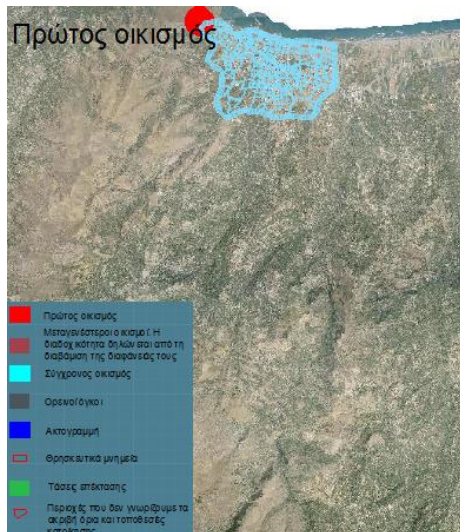 Πρώτος οικισμός
Πρώτος οικισμός
Μεταγενέστεροι οικισμοί. Η
διαδοχικότητα δηλώνεται από τη
διαβάμιση της διαφάνειάς τους
Σύγχρονος οικισμός
Ορεινοί όγκοι
Ακτογραμμή
Θρησκευτικά μνημεία
Τάσεις επέκτασης
Περιοχές που δεν γνωρίζουμε τα
ακριβή όρια και τοποθεσίες